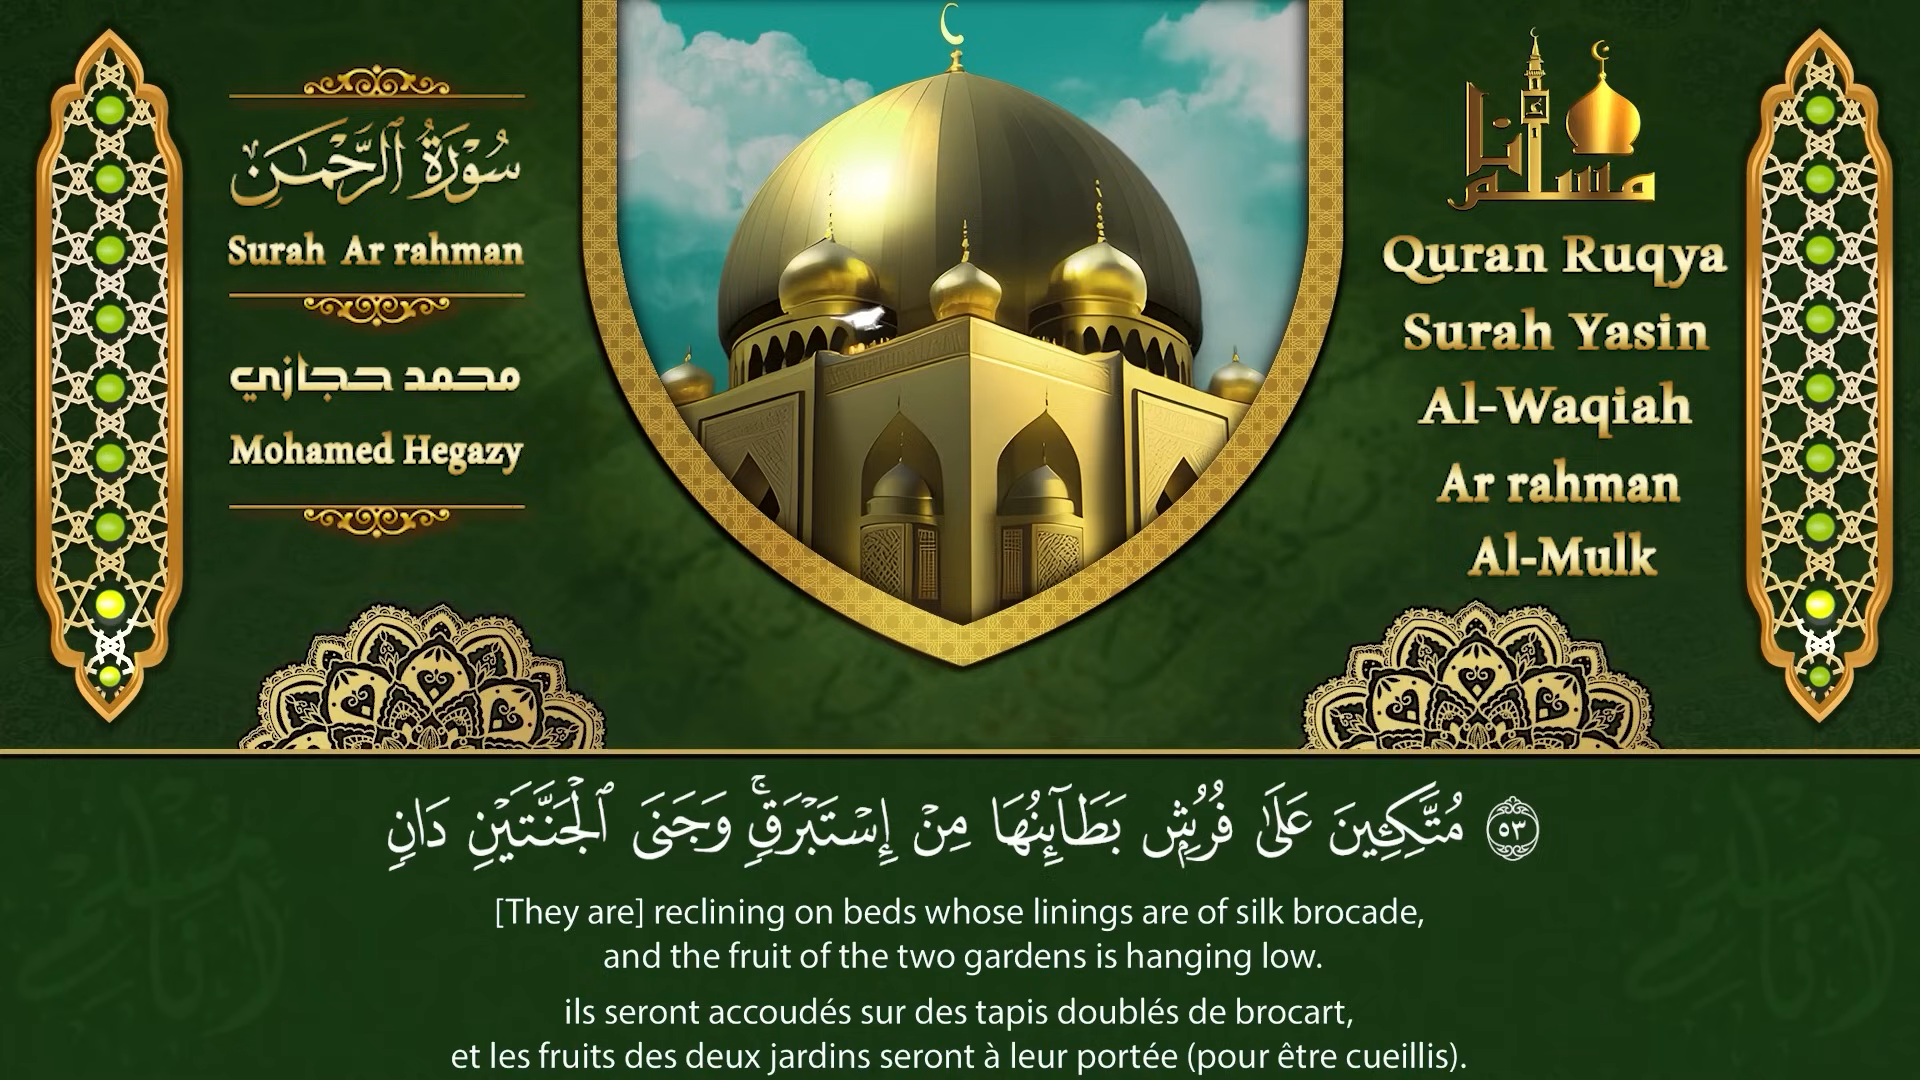 سُورَةُ ٱلرَّحْمَٰن
Surah Ar rahman
محمد حجازي
Mohamed Hegazy
أنا مسلم
Quran Ruqya
Surah Yasin
Al-Waqiah
Ar rahman
Al-Mulk
۝٥٣ مُتَّكِـِٔينَ عَلَىٰ فُرُشٍۭ بَطَآئِنُهَا مِنْ إِسْتَبْرَقٍۚ وَجَنَى ٱلْجَنَّتَيْنِ دَانٍ
[They are] reclining on beds whose linings are of silk brocade,
and the fruit of the two gardens is hanging low.
ils seront accoudés sur des tapis doublés de brocart,
et les fruits des deux jardins seront à leur portée (pour être cueillis).